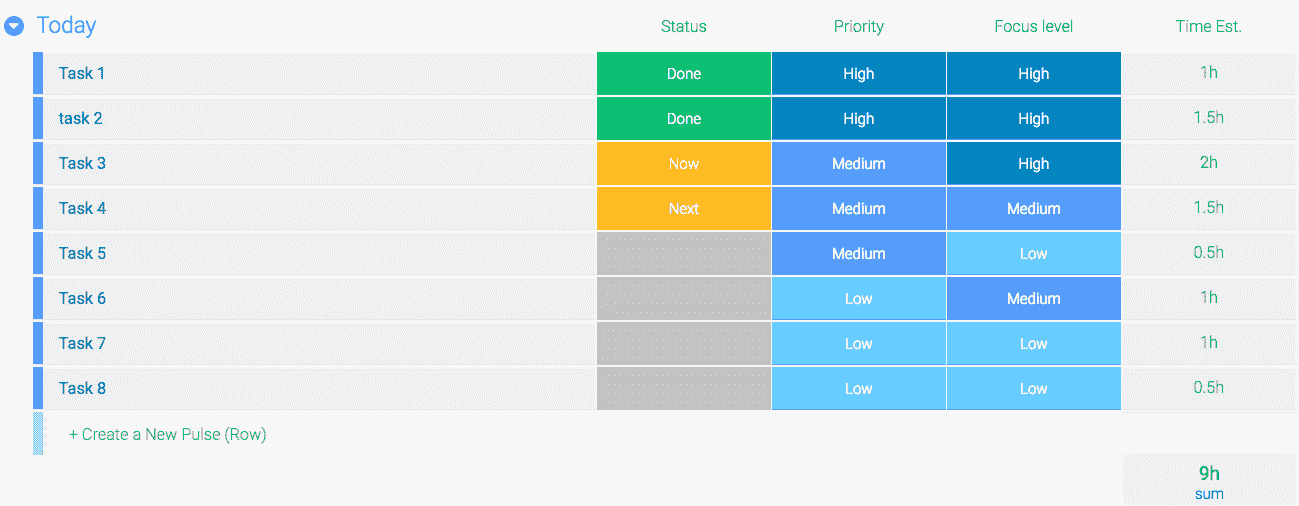 Today Status Priority Focus level Time Est.
Task 1 Done High High 1h
task 2 Done High High 1.5h
Task 3 Now Medium High 2h
Task 4 Next Medium Medium 1.5h
Task 5 Medium Low 0.5h
Task 6 Low Medium 1h
Task 7 Low Low 1h
Task 8 Low Low 0.5h
+ Create a New Pulse (Row)
9h
sum